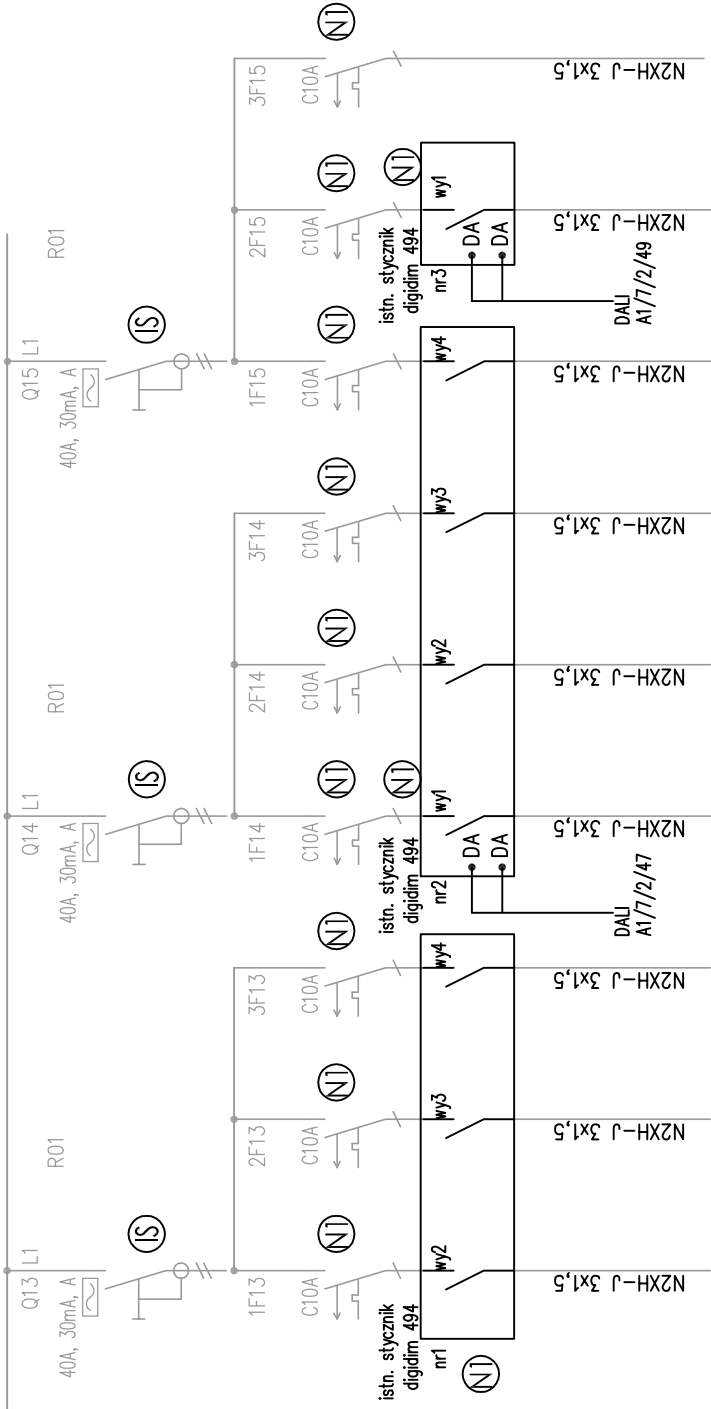 Q13 L1
40A, 30mA, A
R01
IS
Q14 L1
40A, 30mA, A
R01
IS
Q15 L1
40A, 30mA, A
R01
IS
1F13
C10A
N1
2F13
C10A
N1
3F13
C10A
N1
1F14
C10A
N1
2F14
C10A
N1
3F14
C10A
N1
1F15
C10A
N1
2F15
C10A
N1
3F15
C10A
N1
istn. stycznik
digidim 494
nr1
N1
wy2
wy3
wy4
istn. stycznik
digidim 494
nr2
N1
wy1
wy2
wy3
wy4
DA
DA
DALI
A1/7/2/47
istn. stycznik
digidim 494
nr3
N1
wy1
DA
DA
DALI
A1/7/2/49
N2XH-J 3x1,5
N2XH-J 3x1,5
N2XH-J 3x1,5
N2XH-J 3x1,5
N2XH-J 3x1,5
N2XH-J 3x1,5
N2XH-J 3x1,5
N2XH-J 3x1,5
N2XH-J 3x1,5